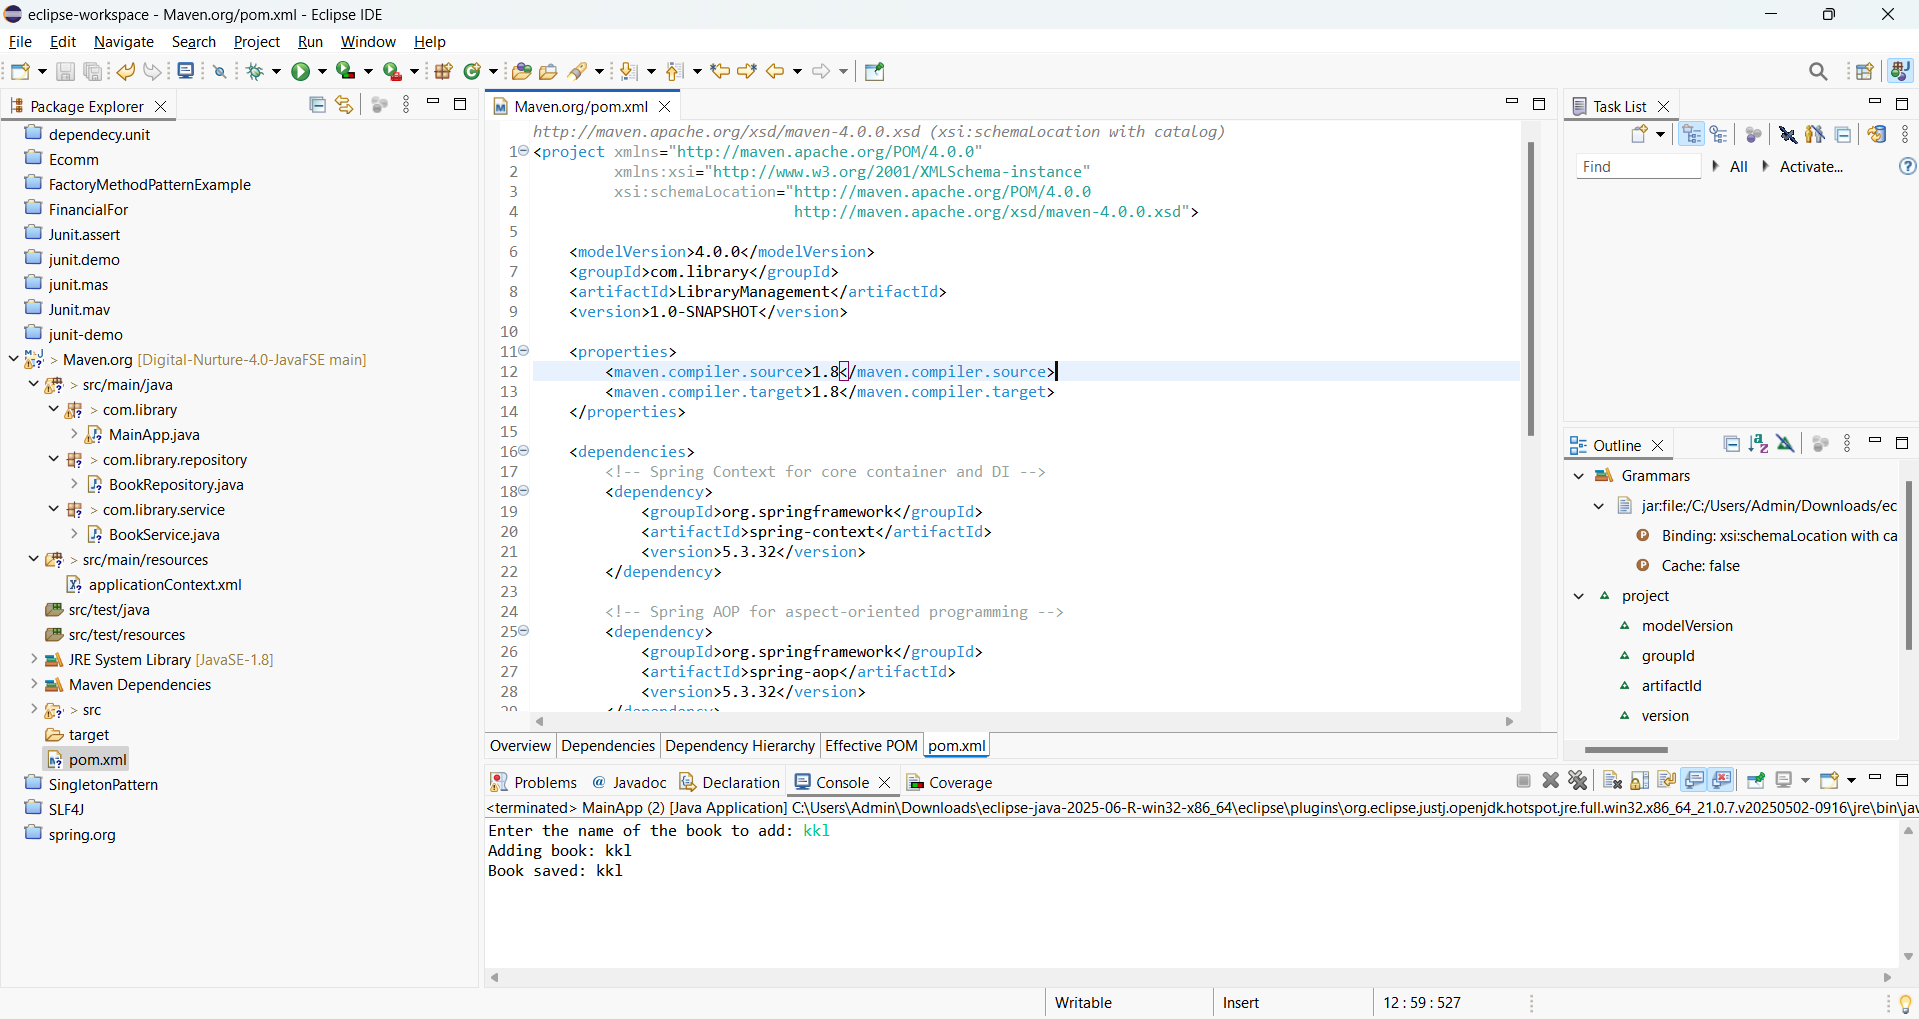 eclipse-workspace - Maven.org/pom.xml - Eclipse IDE
File Edit Navigate Search Project Run Window Help
Package Explorer
dependecy.unit
Ecomm
FactoryMethodPatternExample
FinancialFor
Junit.assert
junit.demo
junit.mas
Junit.mav
junit-demo
> Maven.org [Digital-Nurture-4.0-JavaFSE main]
> src/main/java
> com.library
MainApp.java
> com.library.repository
BookRepository.java
> com.library.service
BookService.java
> src/main/resources
applicationContext.xml
src/test/java
src/test/resources
JRE System Library [JavaSE-1.8]
Maven Dependencies
> src
target
pom.xml
SingletonPattern
SLF4J
spring.org
Maven.org/pom.xml
http://maven.apache.org/xsd/maven-4.0.0.xsd (xsi:schemaLocation with catalog)
1 <project xmlns="http://maven.apache.org/POM/4.0.0"
2 xmlns:xsi="http://www.w3.org/2001/XMLSchema-instance"
3 xsi:schemaLocation="http://maven.apache.org/POM/4.0.0
4 http://maven.apache.org/xsd/maven-4.0.0.xsd">
5
6 <modelVersion>4.0.0</modelVersion>
7 <groupId>com.library</groupId>
8 <artifactId>LibraryManagement</artifactId>
9 <version>1.0-SNAPSHOT</version>
10
11 <properties>
12 <maven.compiler.source>1.8</maven.compiler.source>
13 <maven.compiler.target>1.8</maven.compiler.target>
14 </properties>
15
16 <dependencies>
17 <!-- Spring Context for core container and DI -->
18 <dependency>
19 <groupId>org.springframework</groupId>
20 <artifactId>spring-context</artifactId>
21 <version>5.3.32</version>
22 </dependency>
23
24 <!-- Spring AOP for aspect-oriented programming -->
25 <dependency>
26 <groupId>org.springframework</groupId>
27 <artifactId>spring-aop</artifactId>
28 <version>5.3.32</version>
29 </dependency>
Overview Dependencies Dependency Hierarchy Effective POM pom.xml
Problems Javadoc Declaration Console Coverage
<terminated> MainApp (2) [Java Application] C:\Users\Admin\Downloads\eclipse-java-2025-06-R-win32-x86_64\eclipse\plugins\org.eclipse.justj.openjdk.hotspot.jre.full.win32.x86_64_21.0.7.v20250502-0916\jre\bin\jav
Enter the name of the book to add: kkl
Adding book: kkl
Book saved: kkl
Task List
Find All Activate...
Outline
Grammars
jar:file:/C:/Users/Admin/Downloads/ec
Binding: xsi:schemaLocation with ca
Cache: false
project
modelVersion
groupId
artifactId
version
Writable Insert 12 : 59 : 527